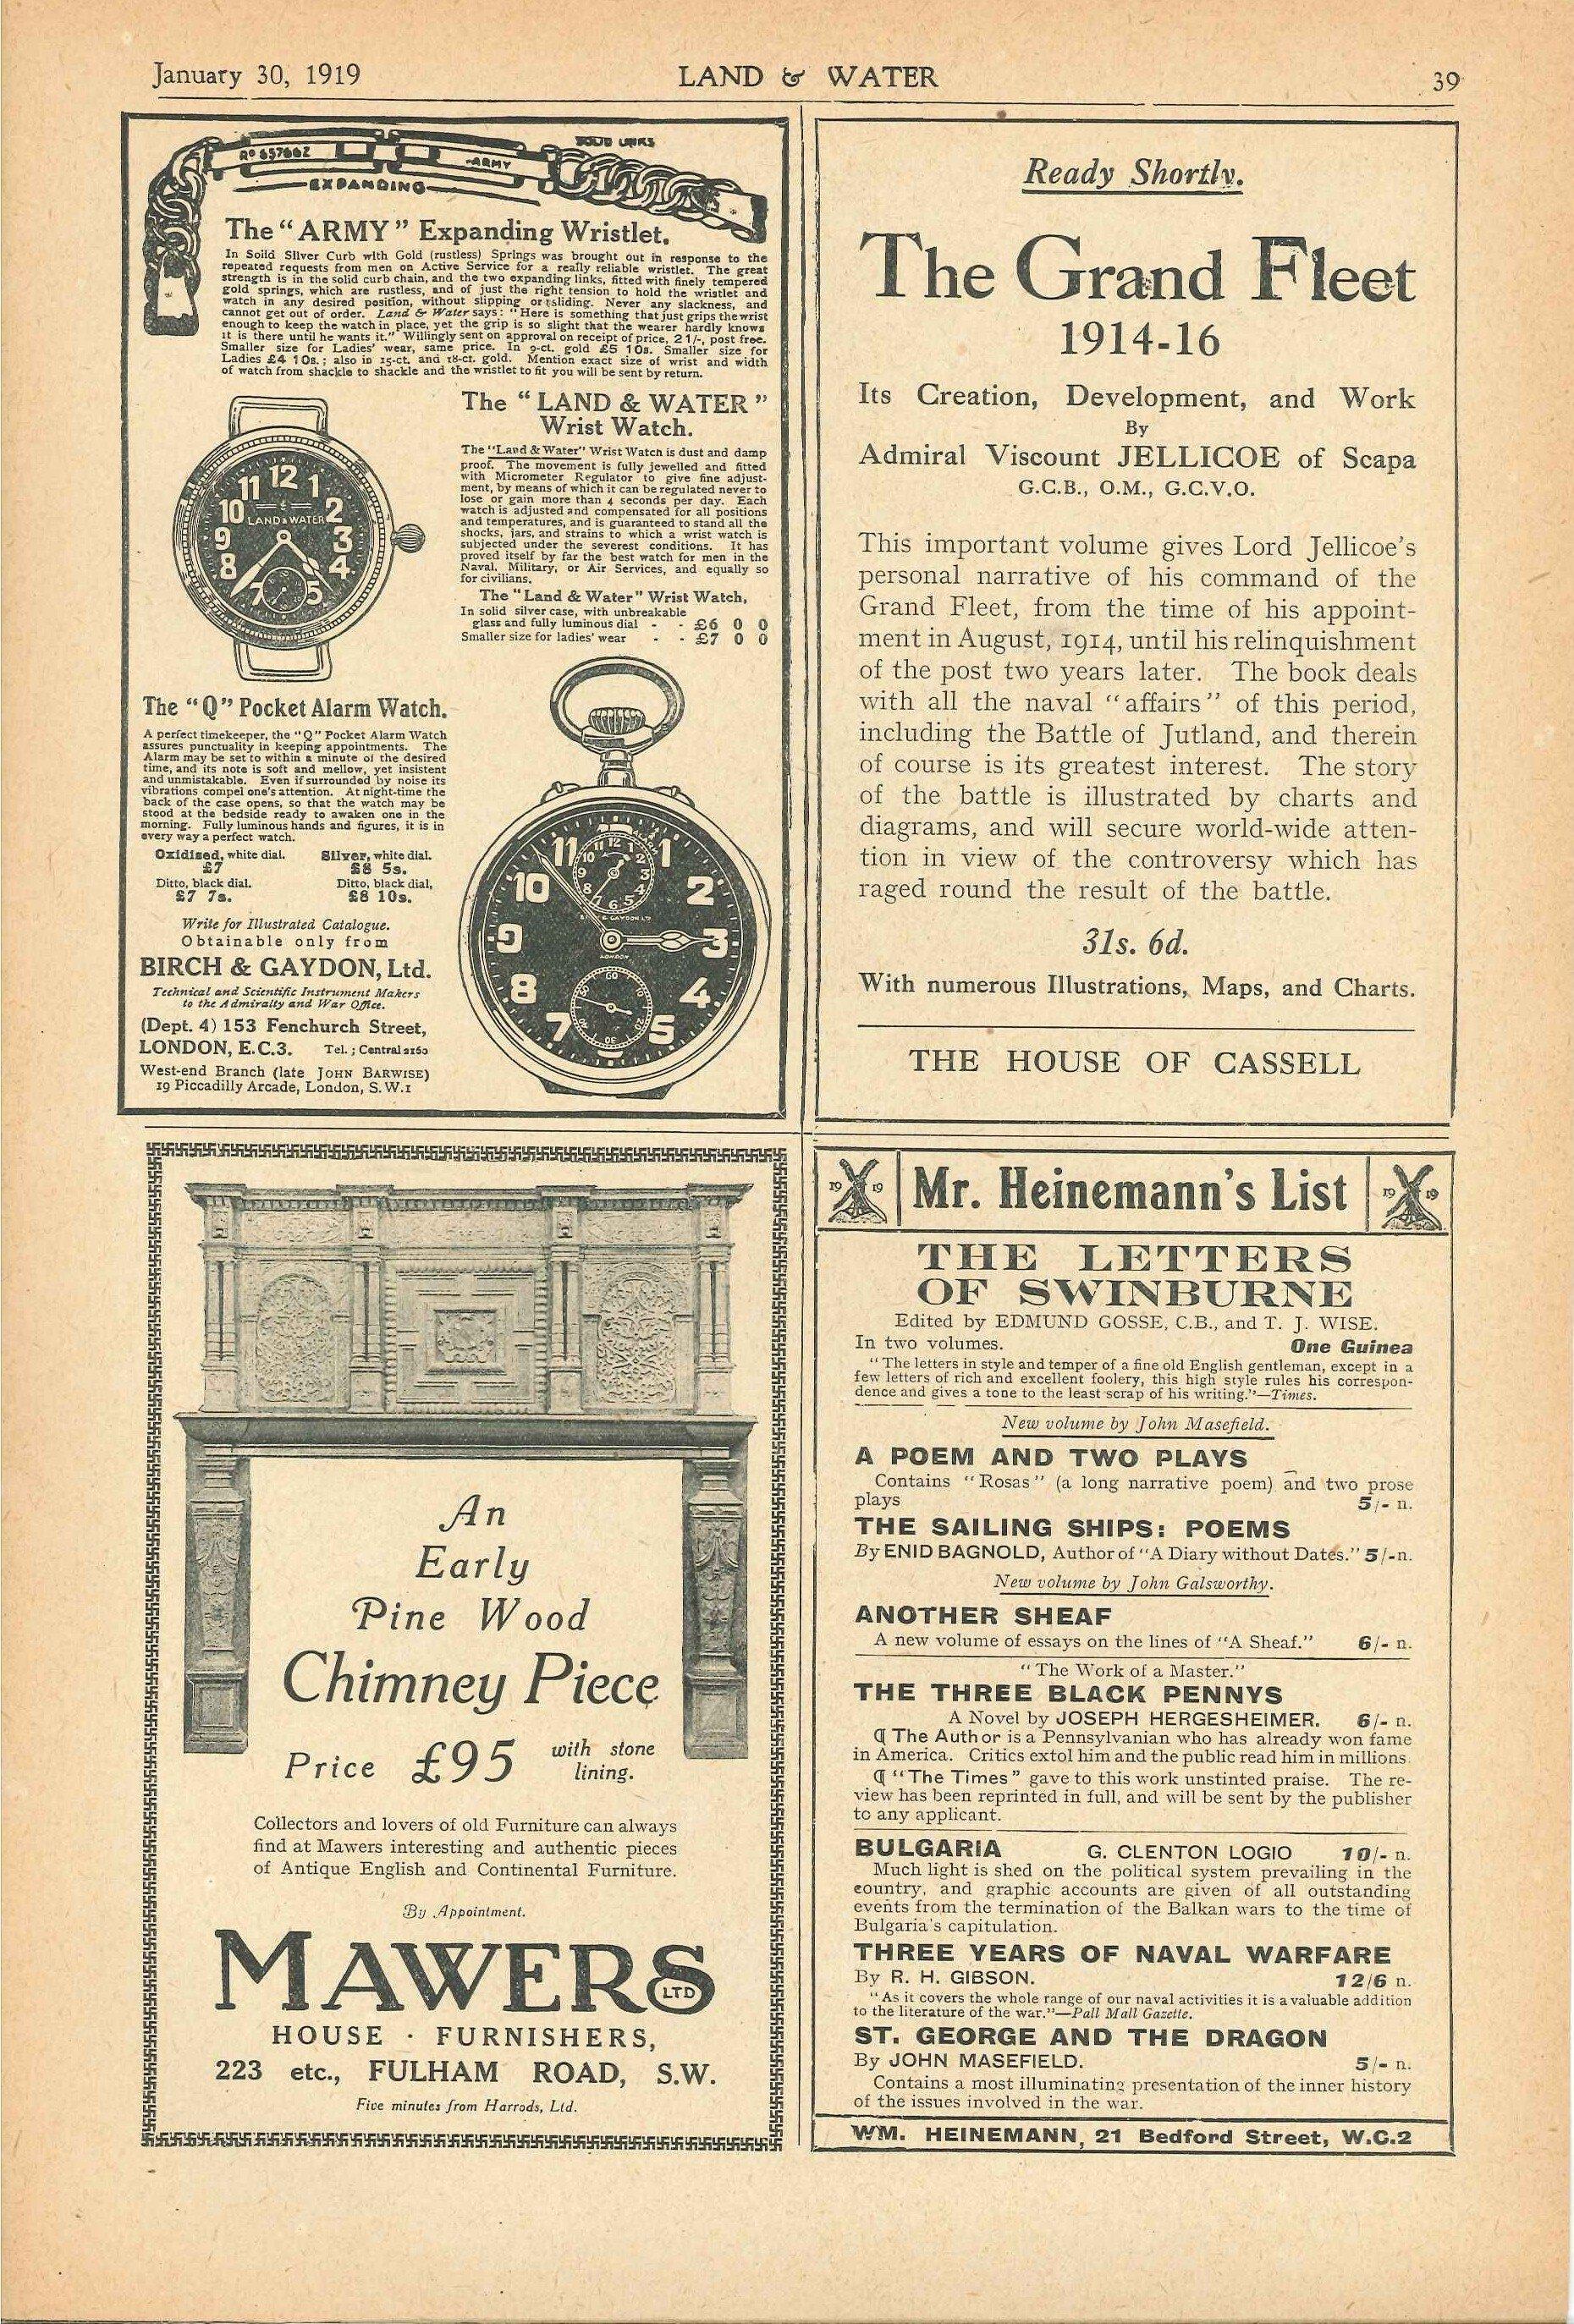 January 30, 1919
LAND & WATER
39
Rᵒ 657662
ARMY
SOLID LINKS
EXPANDING
The "ARMY" Expanding Wristlet.
In Soild Silver Curb with Gold (rustless) Springs was brought out in response to the
repeated requests from men on Active Service for a really reliable wristlet. The great
strength is in the solid curb chain, and the two expanding links, fitted with finely tempered
gold springs, which are rustless, and of just the right tension to hold the wristlet and
watch in any desired position, without slipping or sliding. Never any slackness, and
cannot get out of order. Land & Water says: "Here is something that just grips the wrist
enough to keep the watch in place, yet the grip is so slight that the wearer hardly knows
it is there until he wants it." Willingly sent on approval on receipt of price, 21/-, post free.
Smaller size for Ladies' wear, same price. In 9-ct. gold £5 10s. Smaller size for
Ladies £4 10s.; also in 15-ct. and 18-ct. gold. Mention exact size of wrist and width
of watch from shackle to shackle and the wristlet to fit you will be sent by return.
The "LAND & WATER"
Wrist Watch.
The "Land & Water" Wrist Watch is dust and damp
proof. The movement is fully jewelled and fitted
with Micrometer Regulator to give fine adjust-
ment, by means of which it can be regulated never to
lose or gain more than 4 seconds per day. Each
watch is adjusted and compensated for all positions
and temperatures, and is guaranteed to stand all the
shocks, jars, and strains to which a wrist watch is
subjected under the severest conditions. It has
proved itself by far the best watch for men in the
Naval, Military, or Air Services, and equally so
for civilians.
The "Land & Water" Wrist Watch,
In solid silver case, with unbreakable
glass and fully luminous dial - - £6 0 0
Smaller size for ladies' wear - - £7 0 0
12 1 2 3 4 5 7 8 9 10 11
LAND & WATER
The "Q" Pocket Alarm Watch.
A perfect timekeeper, the "Q" Pocket Alarm Watch
assures punctuality in keeping appointments. The
Alarm may be set to within a minute of the desired
time, and its note is soft and mellow, yet insistent
and unmistakable. Even if surrounded by noise its
vibrations compel one's attention. At night-time the
back of the case opens, so that the watch may be
stood at the bedside ready to awaken one in the
morning. Fully luminous hands and figures, it is in
every way a perfect watch.
Oxidised, white dial. Silver, white dial.
£7 £8 5s.
Ditto, black dial. Ditto, black dial,
£7 7s. £8 10s.
Write for Illustrated Catalogue.
Obtainable only from
BIRCH & GAYDON, Ltd.
Technical and Scientific Instrument Makers
to the Admiralty and War Office.
(Dept. 4) 153 Fenchurch Street,
LONDON, E.C.3. Tel.; Central 2160
West-end Branch (late JOHN BARWISE)
19 Piccadilly Arcade, London, S.W.1
11 1 2 3 4 5 7 8 9 10
LONDON
Ready Shortly.
The Grand Fleet
1914-16
Its Creation, Development, and Work
By
Admiral Viscount JELLICOE of Scapa
G.C.B., O.M., G.C.V.O.
This important volume gives Lord Jellicoe's
personal narrative of his command of the
Grand Fleet, from the time of his appoint-
ment in August, 1914, until his relinquishment
of the post two years later. The book deals
with all the naval "affairs" of this period,
including the Battle of Jutland, and therein
of course is its greatest interest. The story
of the battle is illustrated by charts and
diagrams, and will secure world-wide atten-
tion in view of the controversy which has
raged round the result of the battle.
31s. 6d.
With numerous Illustrations, Maps, and Charts.
THE HOUSE OF CASSELL
An
Early
Pine Wood
Chimney Piece
Price £95 with stone
lining.
Collectors and lovers of old Furniture can always
find at Mawers interesting and authentic pieces
of Antique English and Continental Furniture.
By Appointment.
MAWERS LTD
HOUSE · FURNISHERS,
223 etc., FULHAM ROAD, S.W.
Five minutes from Harrods, Ltd.
19 19 Mr. Heinemann's List 19 19
THE LETTERS
OF SWINBURNE
Edited by EDMUND GOSSE, C.B., and T. J. WISE.
In two volumes. One Guinea
"The letters in style and temper of a fine old English gentleman, except in a
few letters of rich and excellent foolery, this high style rules his correspon-
dence and gives a tone to the least scrap of his writing."—Times.
New volume by John Masefield.
A POEM AND TWO PLAYS
Contains "Rosas" (a long narrative poem) and two prose
plays 5/- n.
THE SAILING SHIPS: POEMS
By ENID BAGNOLD, Author of "A Diary without Dates." 5/-n.
New volume by John Galsworthy.
ANOTHER SHEAF
A new volume of essays on the lines of "A Sheaf." 6/- n.
"The Work of a Master."
THE THREE BLACK PENNYS
A Novel by JOSEPH HERGESHEIMER. 6/- n.
¶ The Author is a Pennsylvanian who has already won fame
in America. Critics extol him and the public read him in millions.
¶ "The Times" gave to this work unstinted praise. The re-
view has been reprinted in full, and will be sent by the publisher
to any applicant.
BULGARIA G. CLENTON LOGIO 10/- n.
Much light is shed on the political system prevailing in the
country, and graphic accounts are given of all outstanding
events from the termination of the Balkan wars to the time of
Bulgaria's capitulation.
THREE YEARS OF NAVAL WARFARE
By R. H. GIBSON. 12/6 n.
"As it covers the whole range of our naval activities it is a valuable addition
to the literature of the war."—Pall Mall Gazette.
ST. GEORGE AND THE DRAGON
By JOHN MASEFIELD. 5/- n.
Contains a most illuminating presentation of the inner history
of the issues involved in the war.
WM. HEINEMANN, 21 Bedford Street, W.C.2